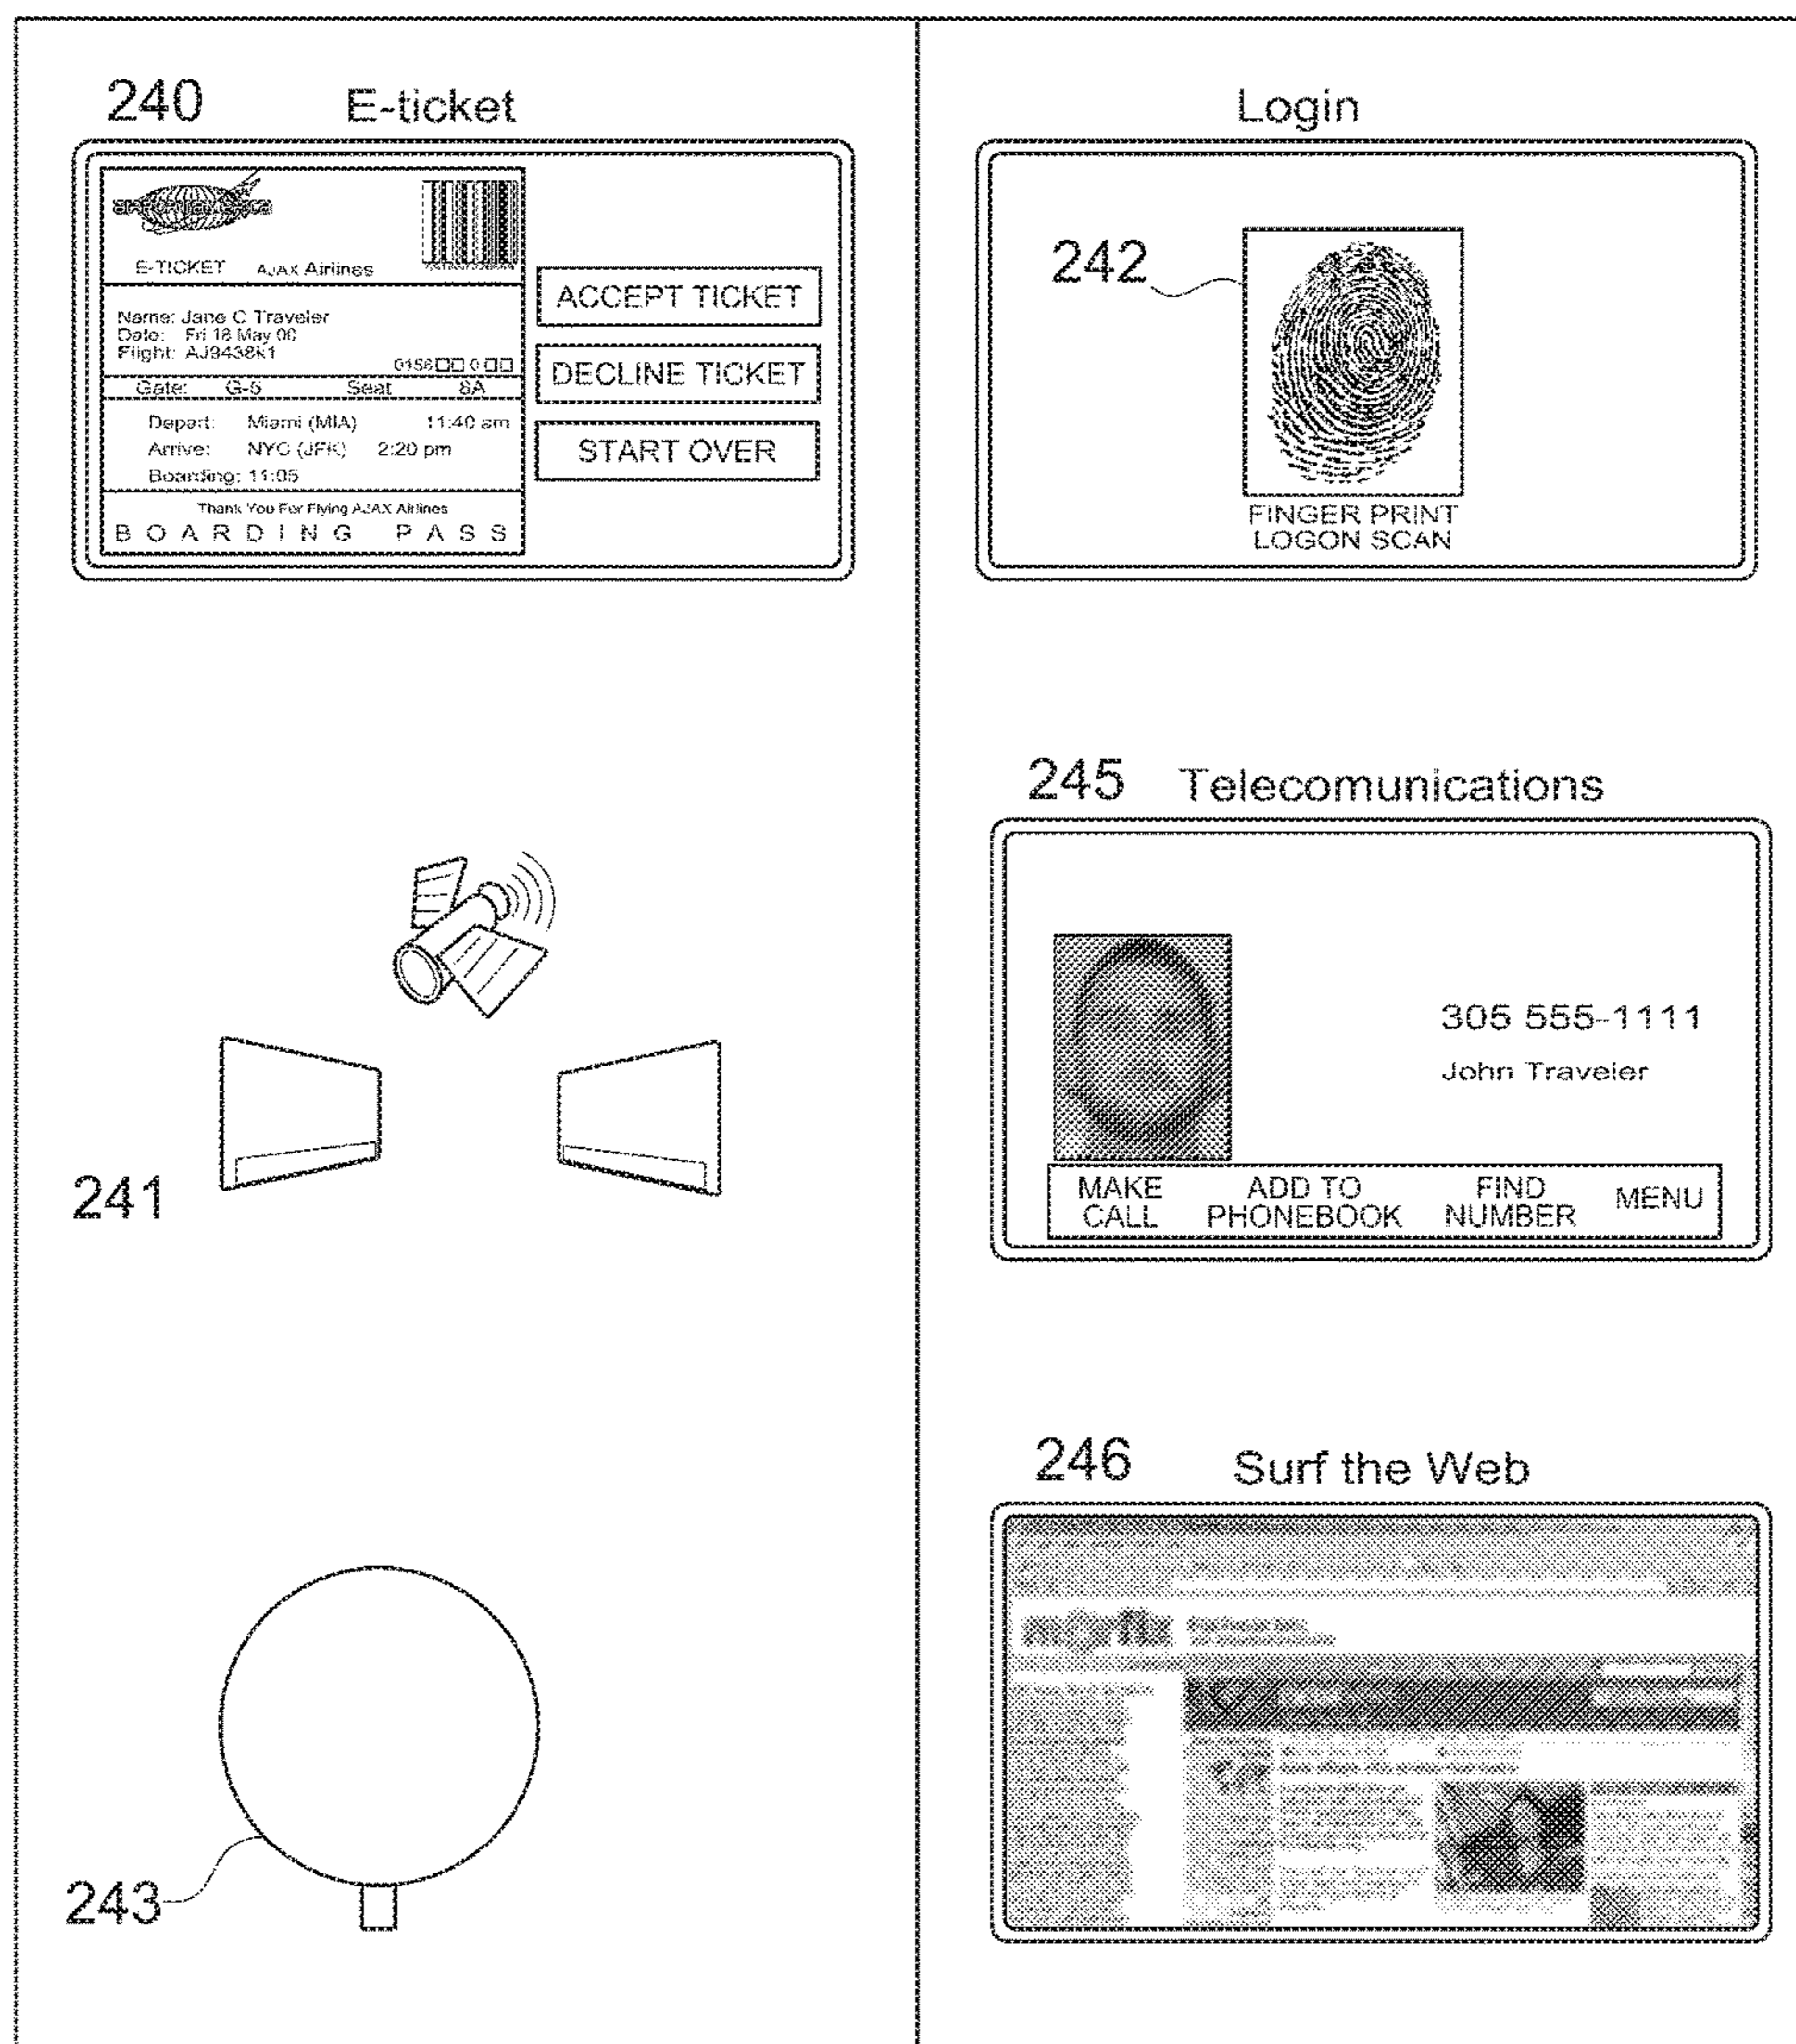 240 E-ticket
E-TICKET AJAX Airlines
Name: Jane C Traveler
Date: Fri 18 May 00
Flight: AJ9438k1
0156□□ 0 □□
Gate: G-5 Seat 8A
Depart: Miami (MIA) 11:40 am
Arrive: NYC (JFK) 2:20 pm
Boarding: 11:05
Thank You For Flying AJAX Airlines
BOARDING PASS
ACCEPT TICKET
DECLINE TICKET
START OVER
Login
242
FINGER PRINT
LOGON SCAN
241
245 Telecomunications
305 555-1111
John Traveler
MAKE
CALL
ADD TO
PHONEBOOK
FIND
NUMBER
MENU
243
246 Surf the Web